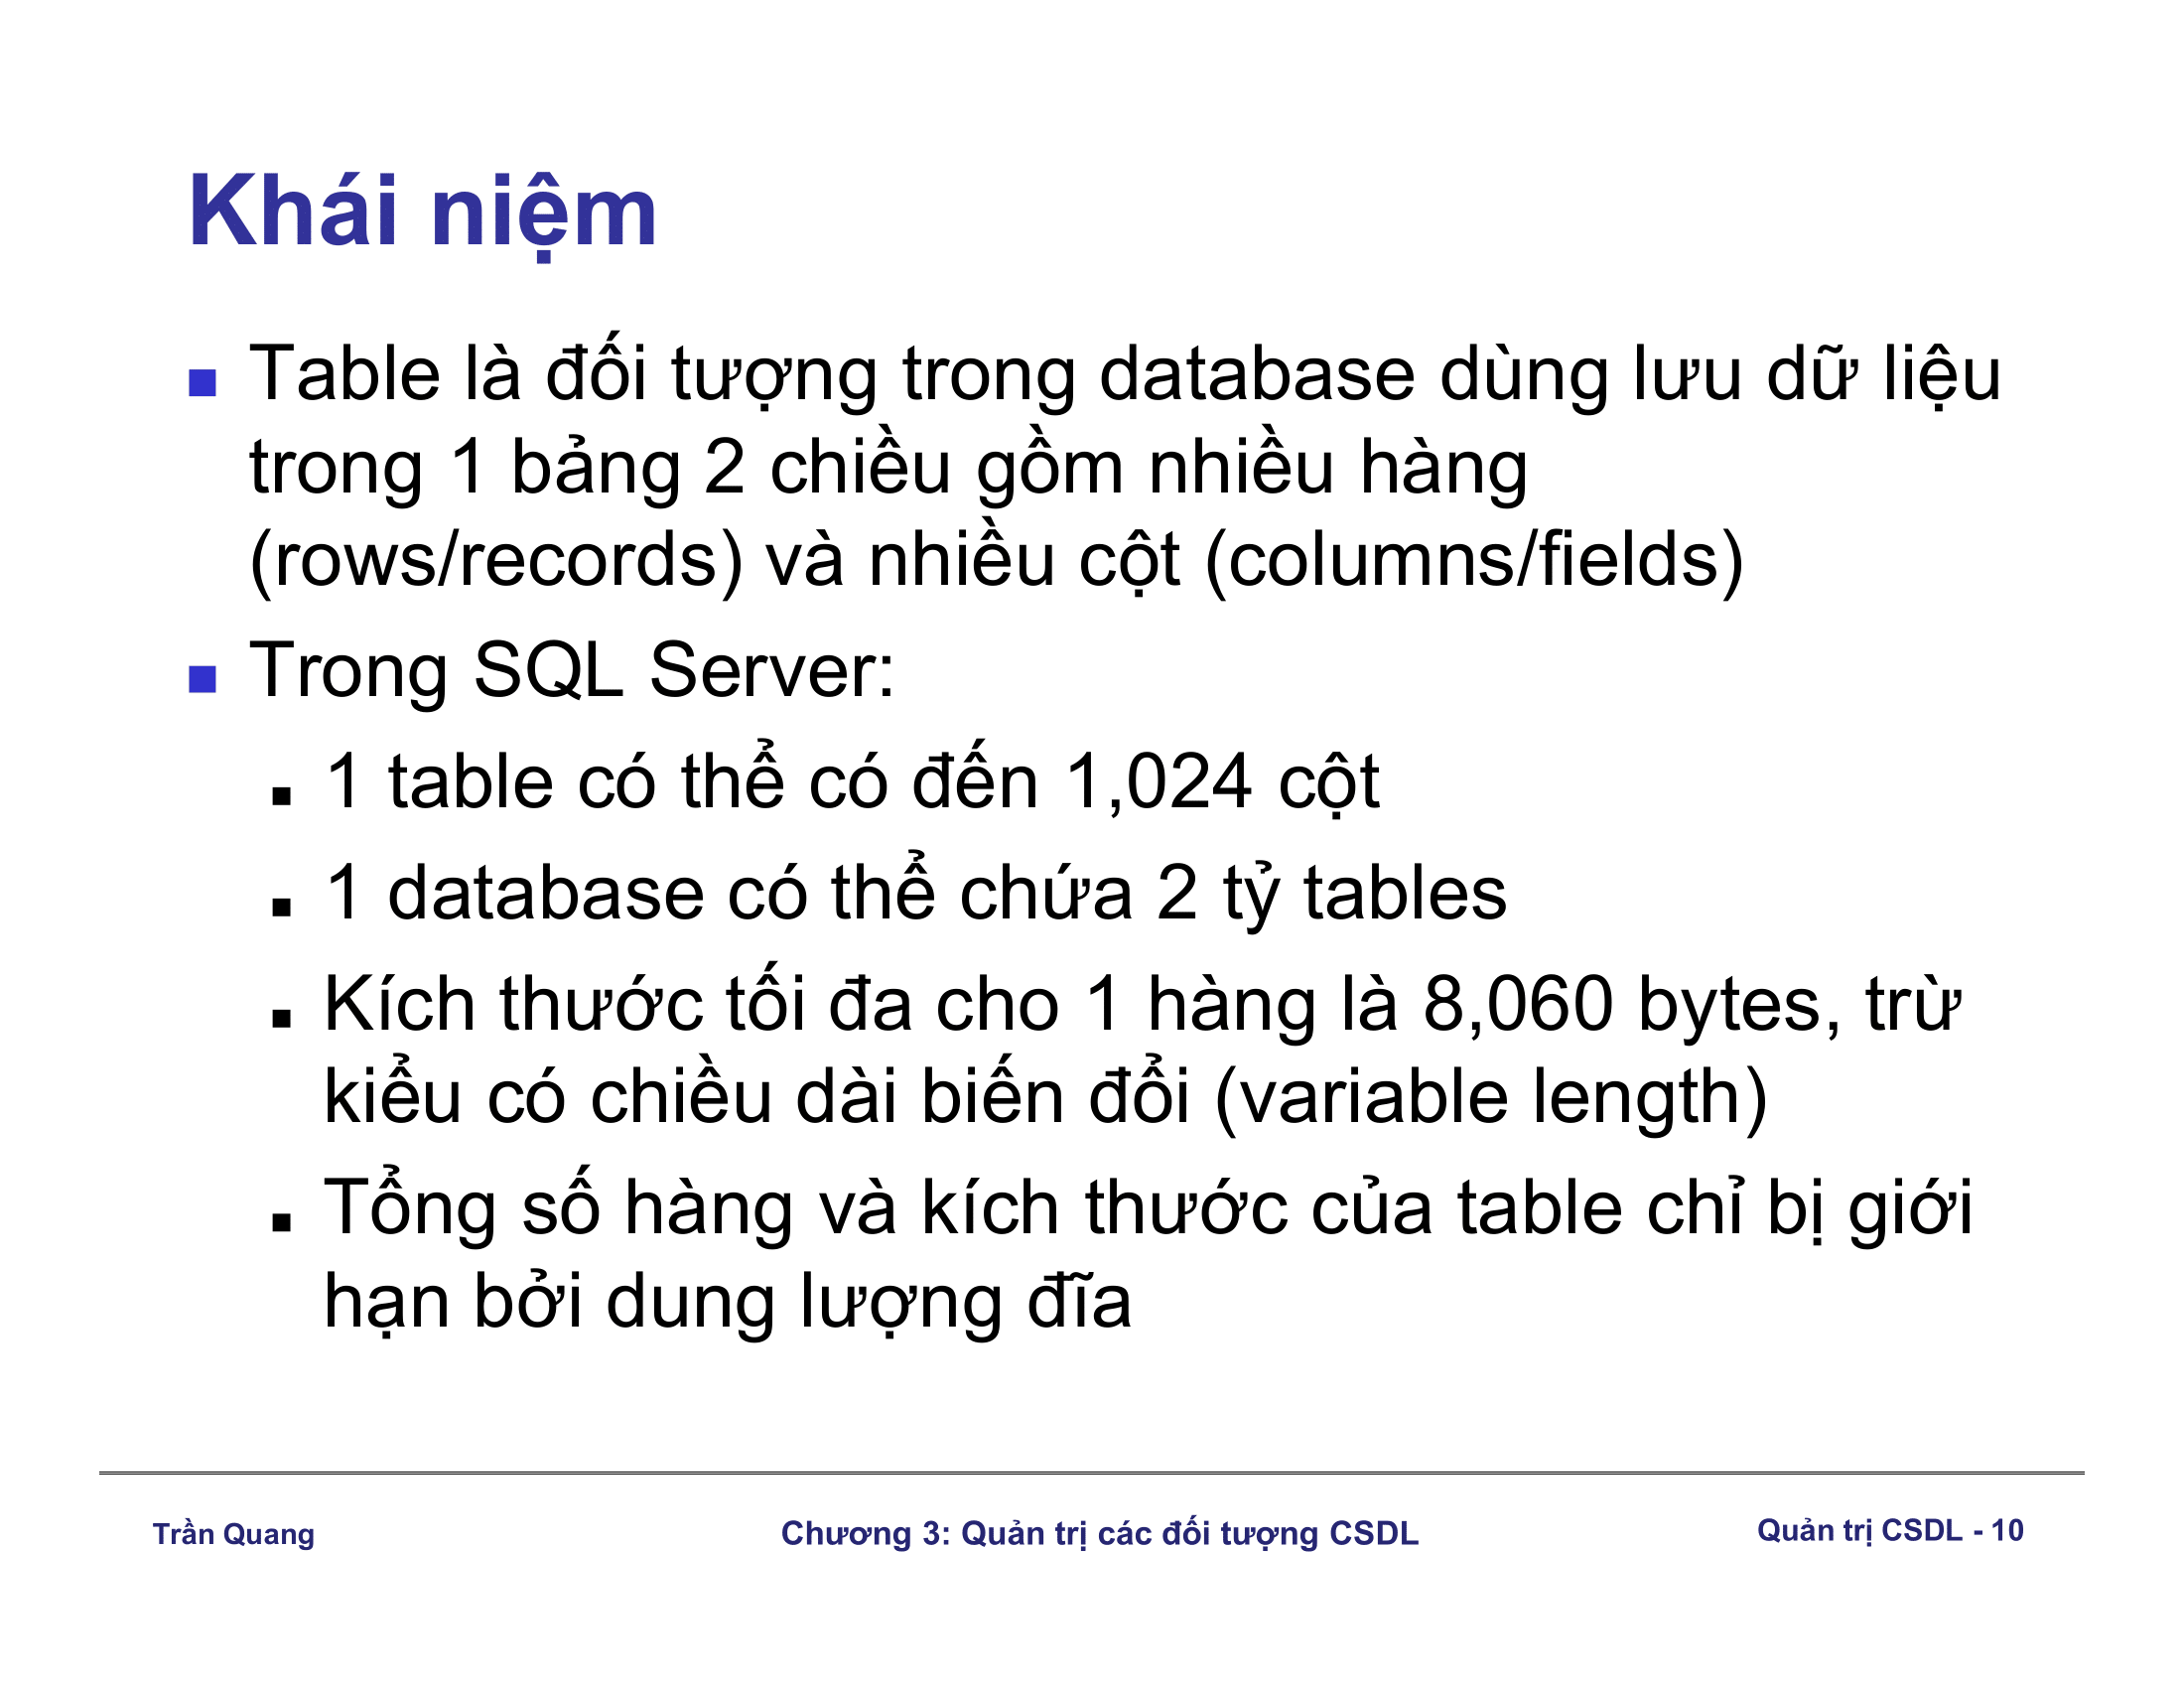 Khái niệm
Table là đối tượng trong database dùng lưu dữ liệu
trong 1 bảng 2 chiều gồm nhiều hàng
(rows/records) và nhiều cột (columns/fields)
Trong SQL Server:
1 table có thể có đến 1,024 cột
1 database có thể chứa 2 tỷ tables
Kích thước tối đa cho 1 hàng là 8,060 bytes, trừ
kiểu có chiều dài biến đổi (variable length)
Tổng số hàng và kích thước của table chỉ bị giới
hạn bởi dung lượng đĩa
Trần Quang
Chương 3: Quản trị các đối tượng CSDL
Quản trị CSDL - 10